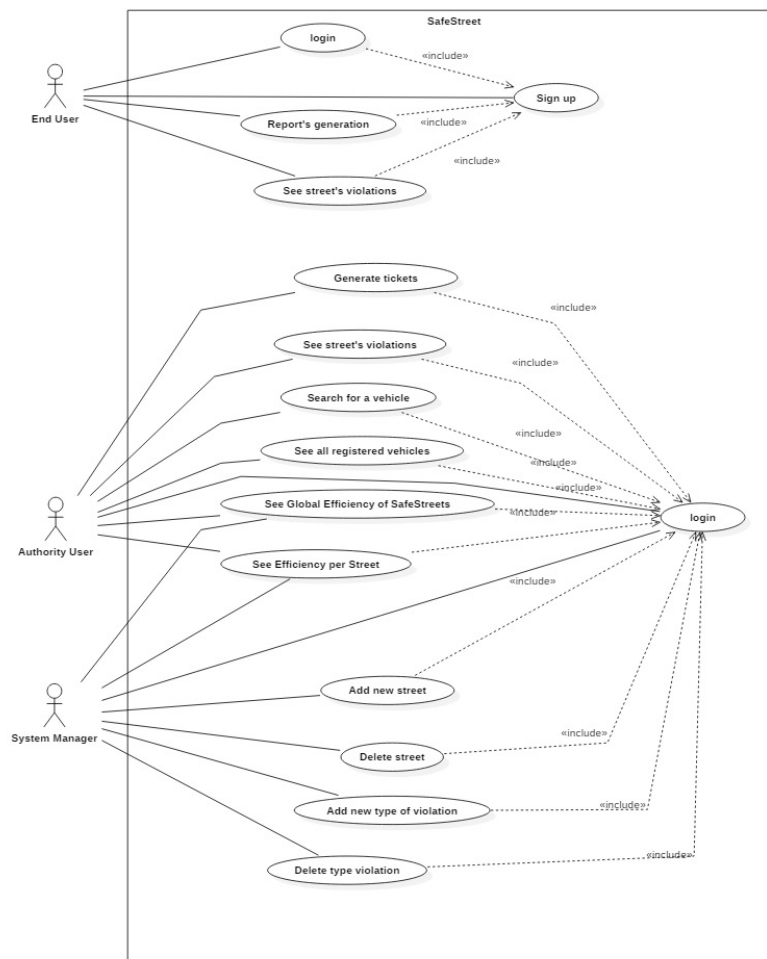 SafeStreet
login
«include»
End User
Sign up
Report's generation
«include»
«include»
See street's violations
Generate tickets
«include»
See street's violations
«include»
Search for a vehicle
«include»
See all registered vehicles
«include»
«include»
See Global Efficiency of SafeStreets
«include»
login
Authority User
See Efficiency per Street
«include»
Add new street
System Manager
«include»
Delete street
«include»
Add new type of violation
«include»
Delete type violation